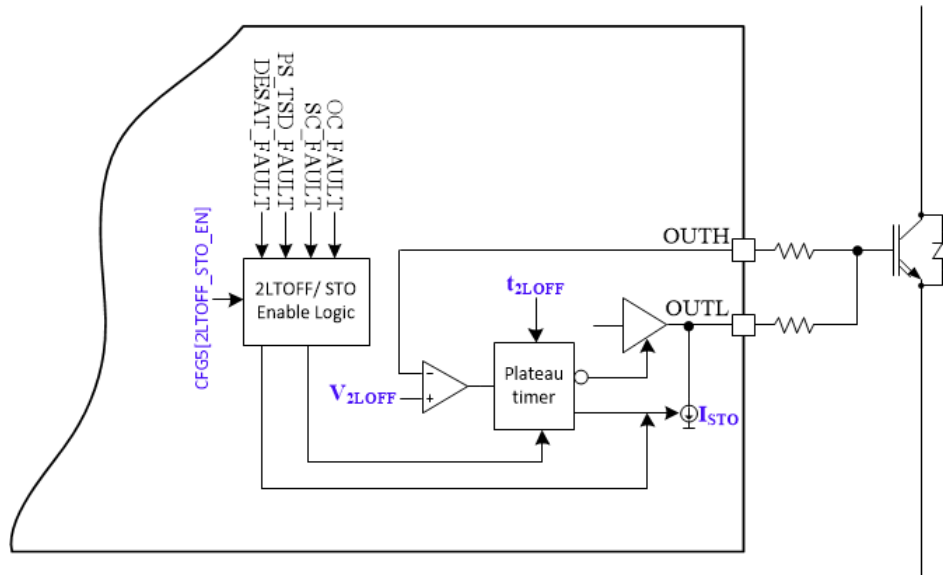 DESAT_FAULT
PS_TSD_FAULT
SC_FAULT
OC_FAULT
CFG5[2LTOFF_STO_EN]
2LTOFF/ STO
Enable Logic
OUTH
t2LOFF
OUTL
V2LOFF
-
+
Plateau
timer
ISTO